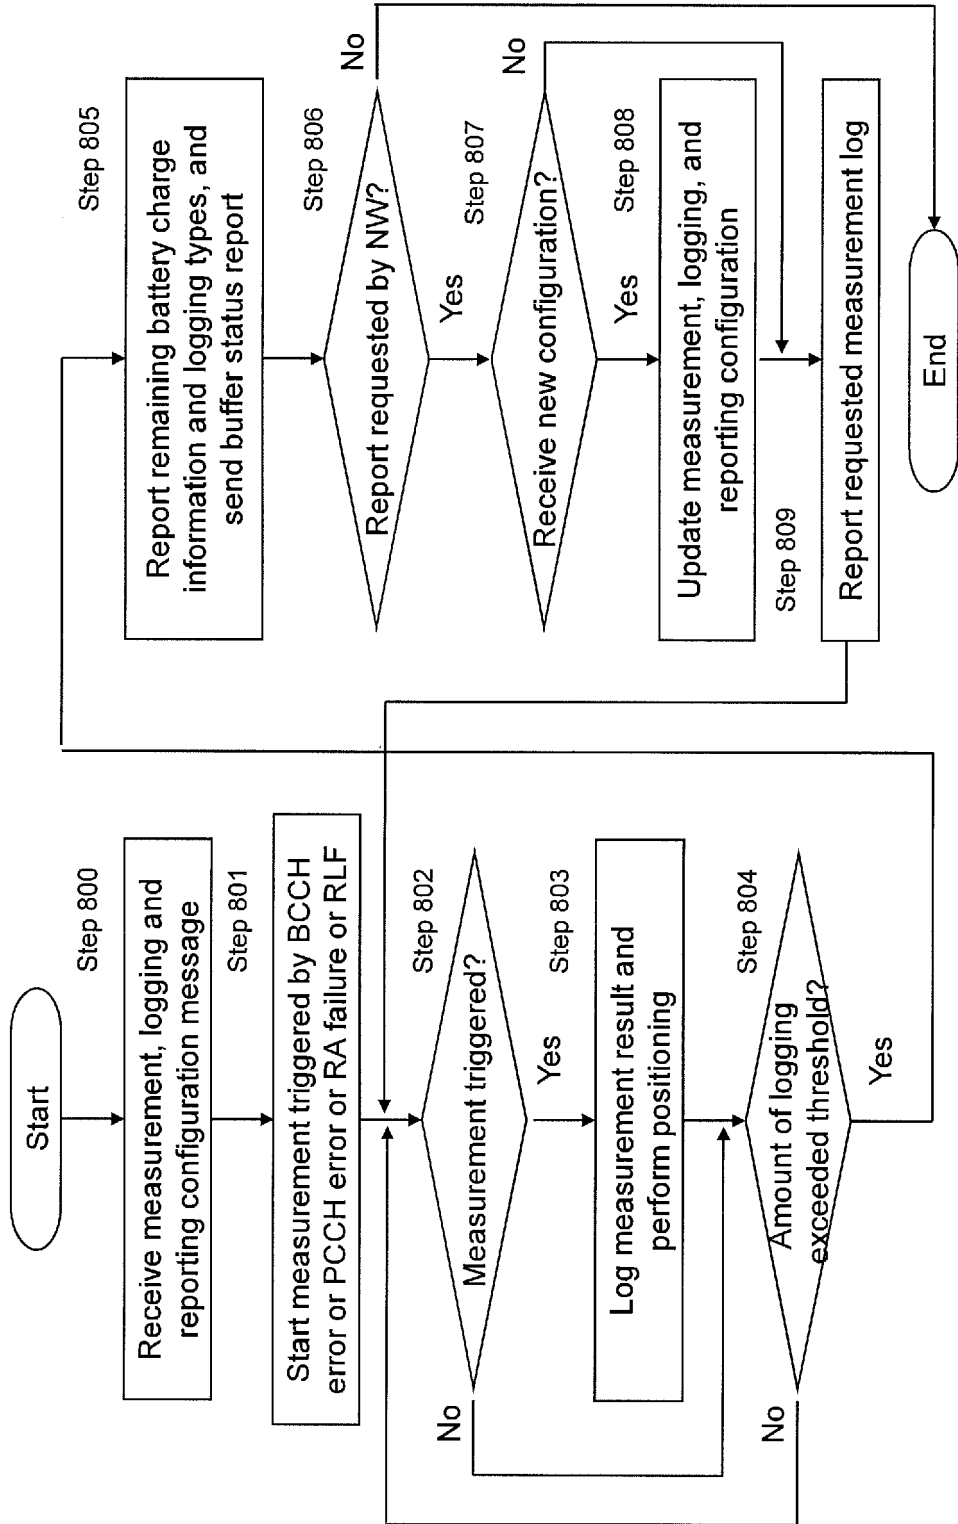 Start
Step 800
Receive measurement, logging and
reporting configuration message
Step 801
Start measurement triggered by BCCH
error or PCCH error or RA failure or RLF
Step 802
Measurement triggered?
No
Yes
Step 803
Log measurement result and
perform positioning
Step 804
Amount of logging
exceeded threshold?
No
Yes
Step 805
Report remaining battery charge
information and logging types, and
send buffer status report
Step 806
Report requested by NW?
No
Yes
Step 807
Receive new configuration?
No
Yes
Step 808
Update measurement, logging, and
reporting configuration
Step 809
Report requested measurement log
End